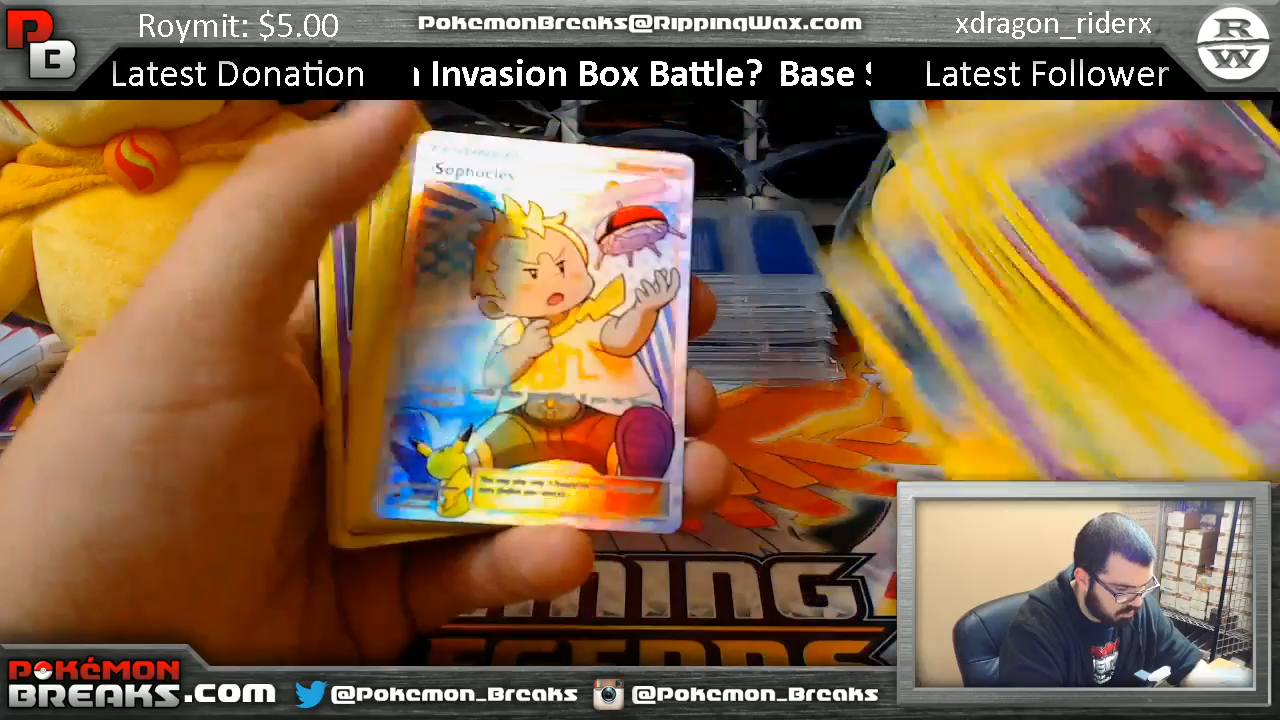 Roymit: $5.00
PokemonBreaks@RippingWax.com
xdragon_riderx
PB
RW
Latest Donation
Invasion Box Battle? Base
Latest Follower
Sophocles
POKéMON
BREAKS.com
@Pokemon_Breaks
@Pokemon_Breaks